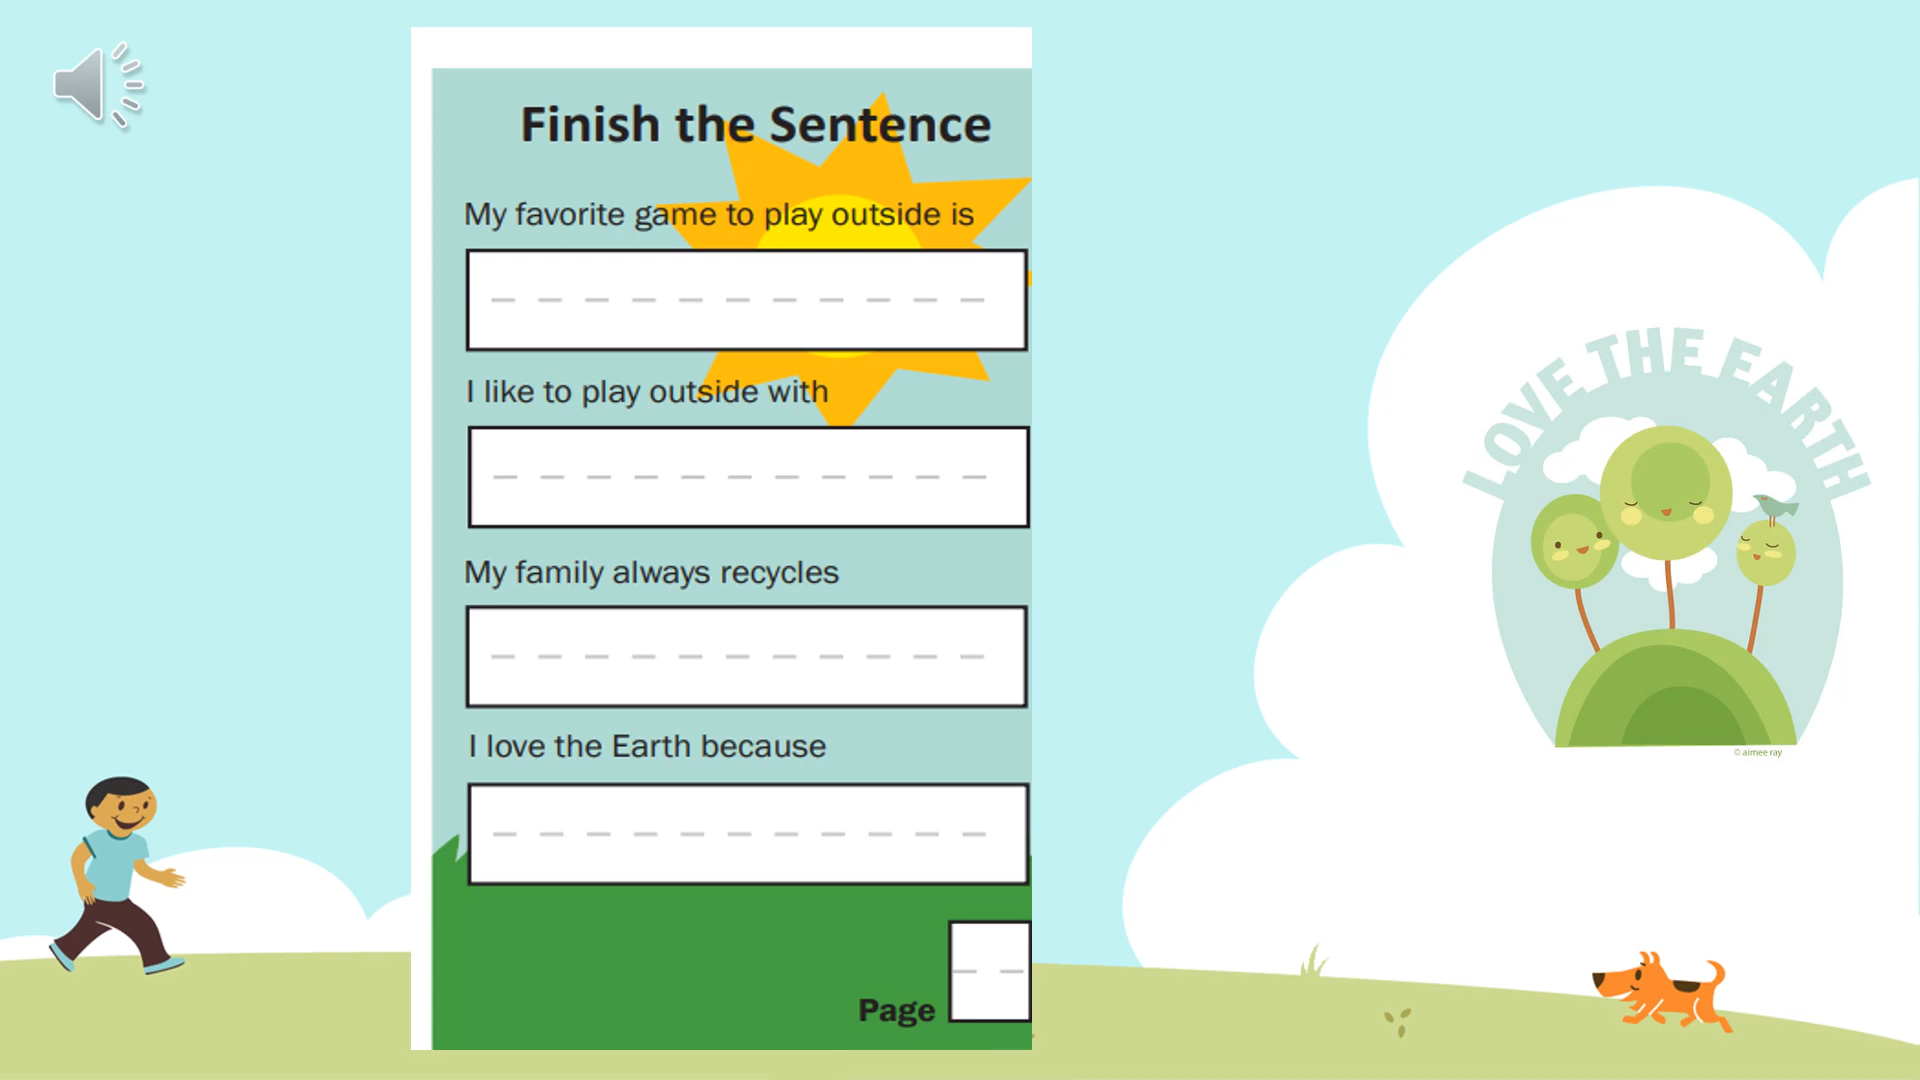 Finish the Sentence
My favorite game to play outside is
I like to play outside with
My family always recycles
I love the Earth because
Page
LOVE THE EARTH
© aimee ray